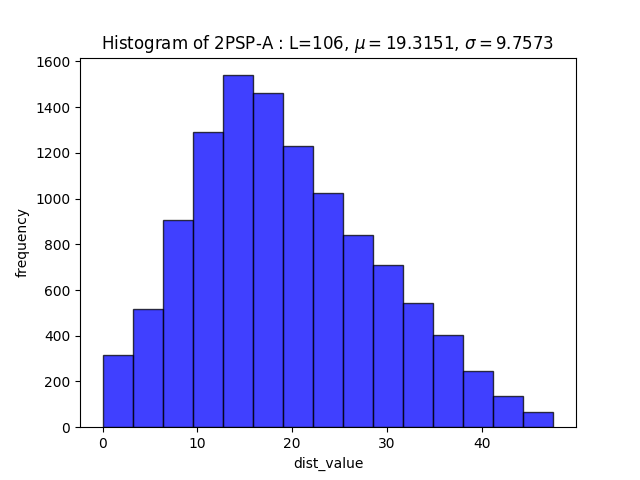 Histogram of 2PSP-A : L=106, μ = 19.3151, σ = 9.7573
1600
1400
1200
1000
800
600
400
200
0
frequency
0 10 20 30 40
dist_value